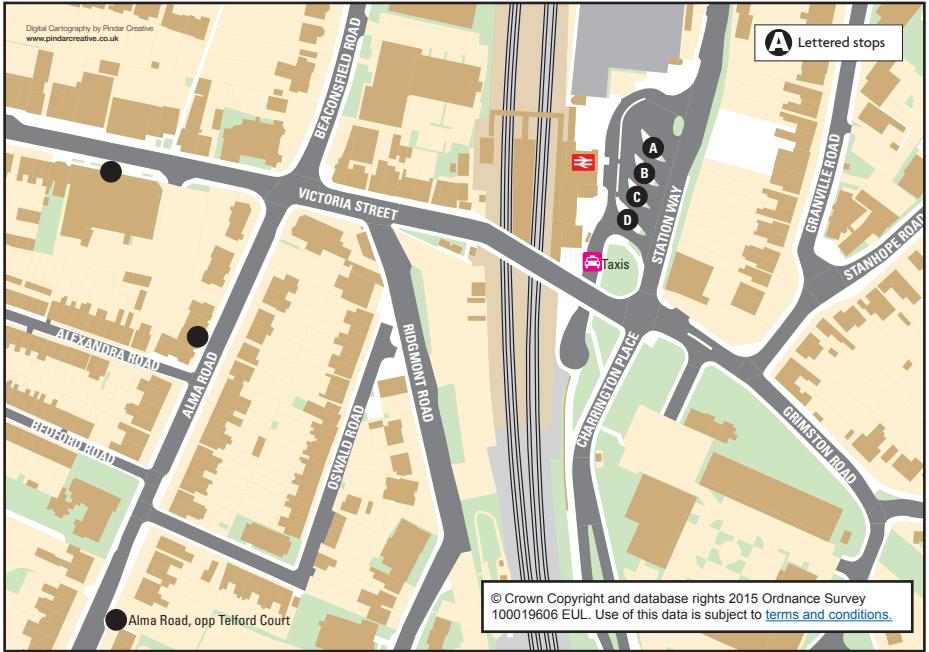 Digital Cartography by Pindar Creative
www.pindarcreative.co.uk
A Lettered stops
BEACONSFIELD ROAD
VICTORIA STREET
A
B
C
D
STATION WAY
GRANVILLE ROAD
STANHOPE ROAD
Taxis
ALEXANDRA ROAD
ALMA ROAD
RIDGMONT ROAD
CHARRINGTON PLACE
BEDFORD ROAD
OSWALD ROAD
GRIMSTON ROAD
Alma Road, opp Telford Court
© Crown Copyright and database rights 2015 Ordnance Survey
100019606 EUL. Use of this data is subject to terms and conditions.